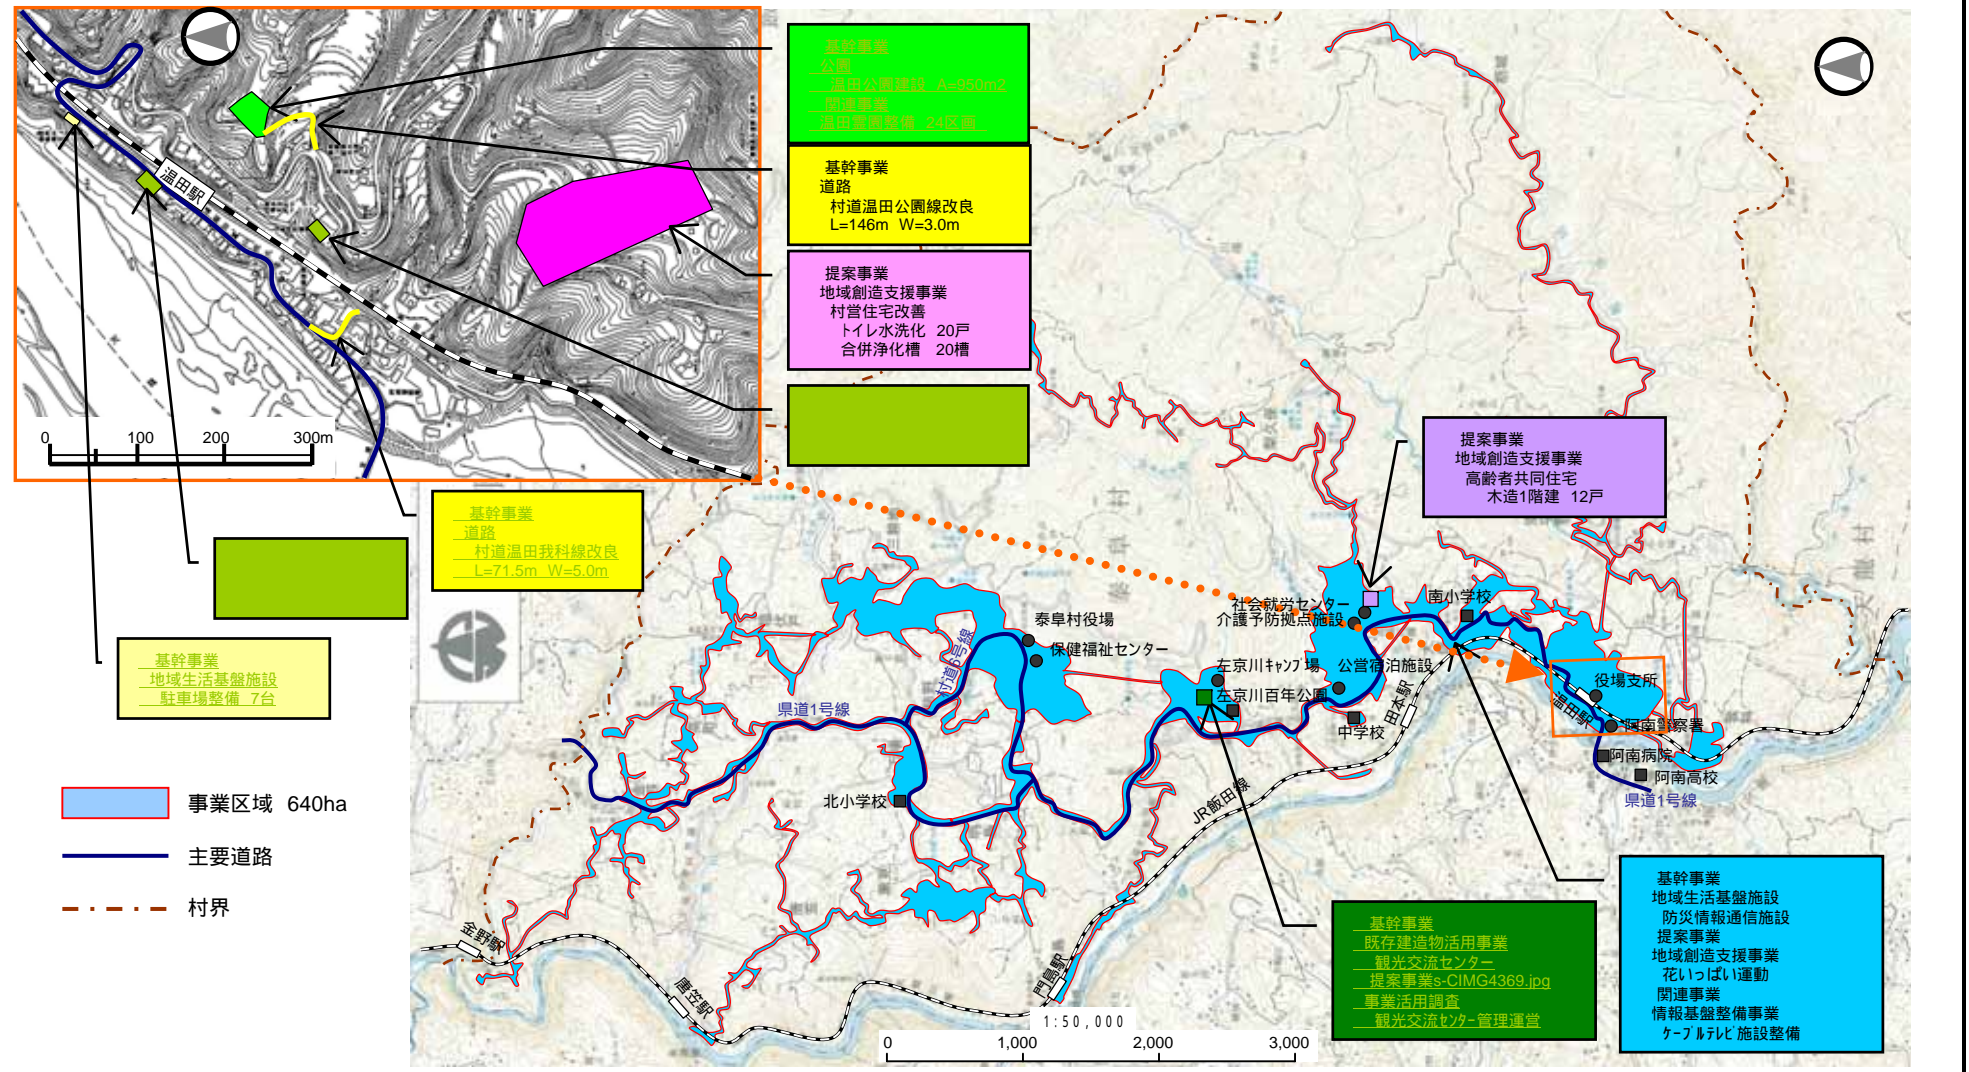 基幹事業
公園
温田公園建設 A=950m2
関連事業
温田宣園整備 24区画
基幹事業
道路
村道温田公園線改良
L=146m W=3.0m
提案事業
地域創造支援事業
村営住宅改善
トイレ水洗化 20戸
合併浄化槽 20槽
温田駅
0 100 200 300m
提案事業
地域創造支援事業
高齢者共同住宅
木造1階建 12戸
基幹事業
道路
村道温田我科線改良
L=71.5m W=5.0m
基幹事業
地域生活基盤施設
駐車場整備 7台
社会就労センター
介護予防拠点施設
南小学校
泰阜村役場
保健福祉センター
村道6号線
左京川キャンプ場
公営宿泊施設
左京川百年公園
役場支所
田本駅
温田駅
中学校
阿南警察署
阿南病院
阿南高校
県道1号線
県道1号線
北小学校
JR飯田線
事業区域 640ha
主要道路
村界
金野駅
唐笠駅
門島駅
基幹事業
既存建造物活用事業
観光交流センター
提案事業s-CIMG4369.jpg
事業活用調査
観光交流センター管理運営
基幹事業
地域生活基盤施設
防災情報通信施設
提案事業
地域創造支援事業
花いっぱい運動
関連事業
情報基盤整備事業
ケーブルテレビ施設整備
1:50,000
0 1,000 2,000 3,000